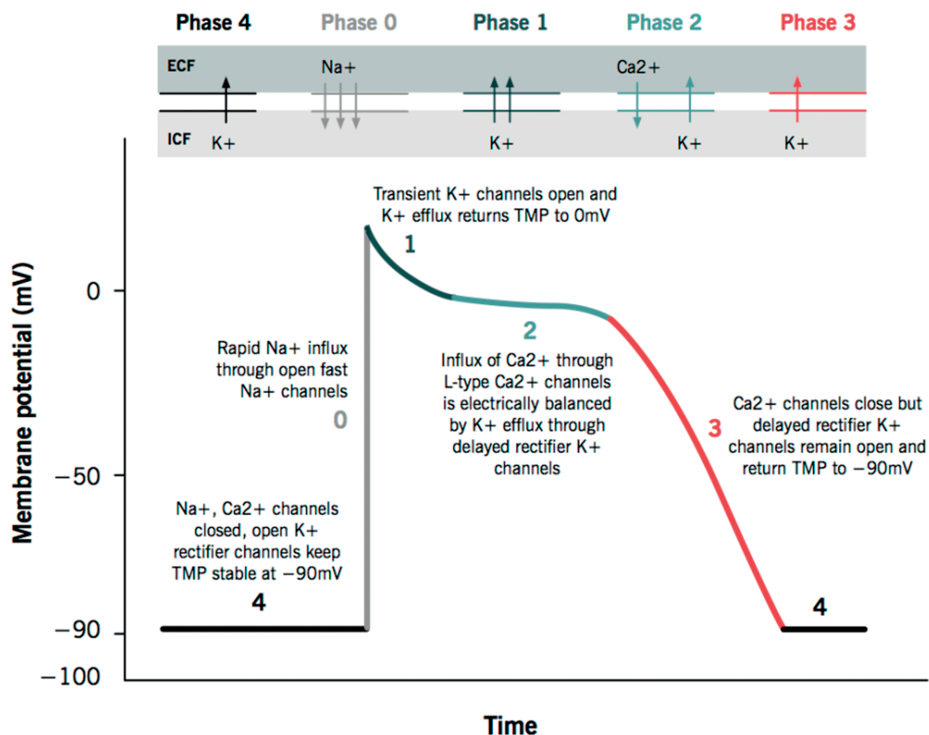 Phase 4 Phase 0 Phase 1 Phase 2 Phase 3
ECF Na+ Ca2+
ICF K+ K+ K+ K+
Transient K+ channels open and
K+ efflux returns TMP to 0mV
1
0
2
Rapid Na+ influx
through open fast
Na+ channels
0
Influx of Ca2+ through
L-type Ca2+ channels
is electrically balanced
by K+ efflux through
delayed rectifier K+
channels
3
Ca2+ channels close but
delayed rectifier K+
channels remain open and
return TMP to −90mV
−50
Na+, Ca2+ channels
closed, open K+
rectifier channels keep
TMP stable at −90mV
4
4
−90
−100
Membrane potential (mV)
Time